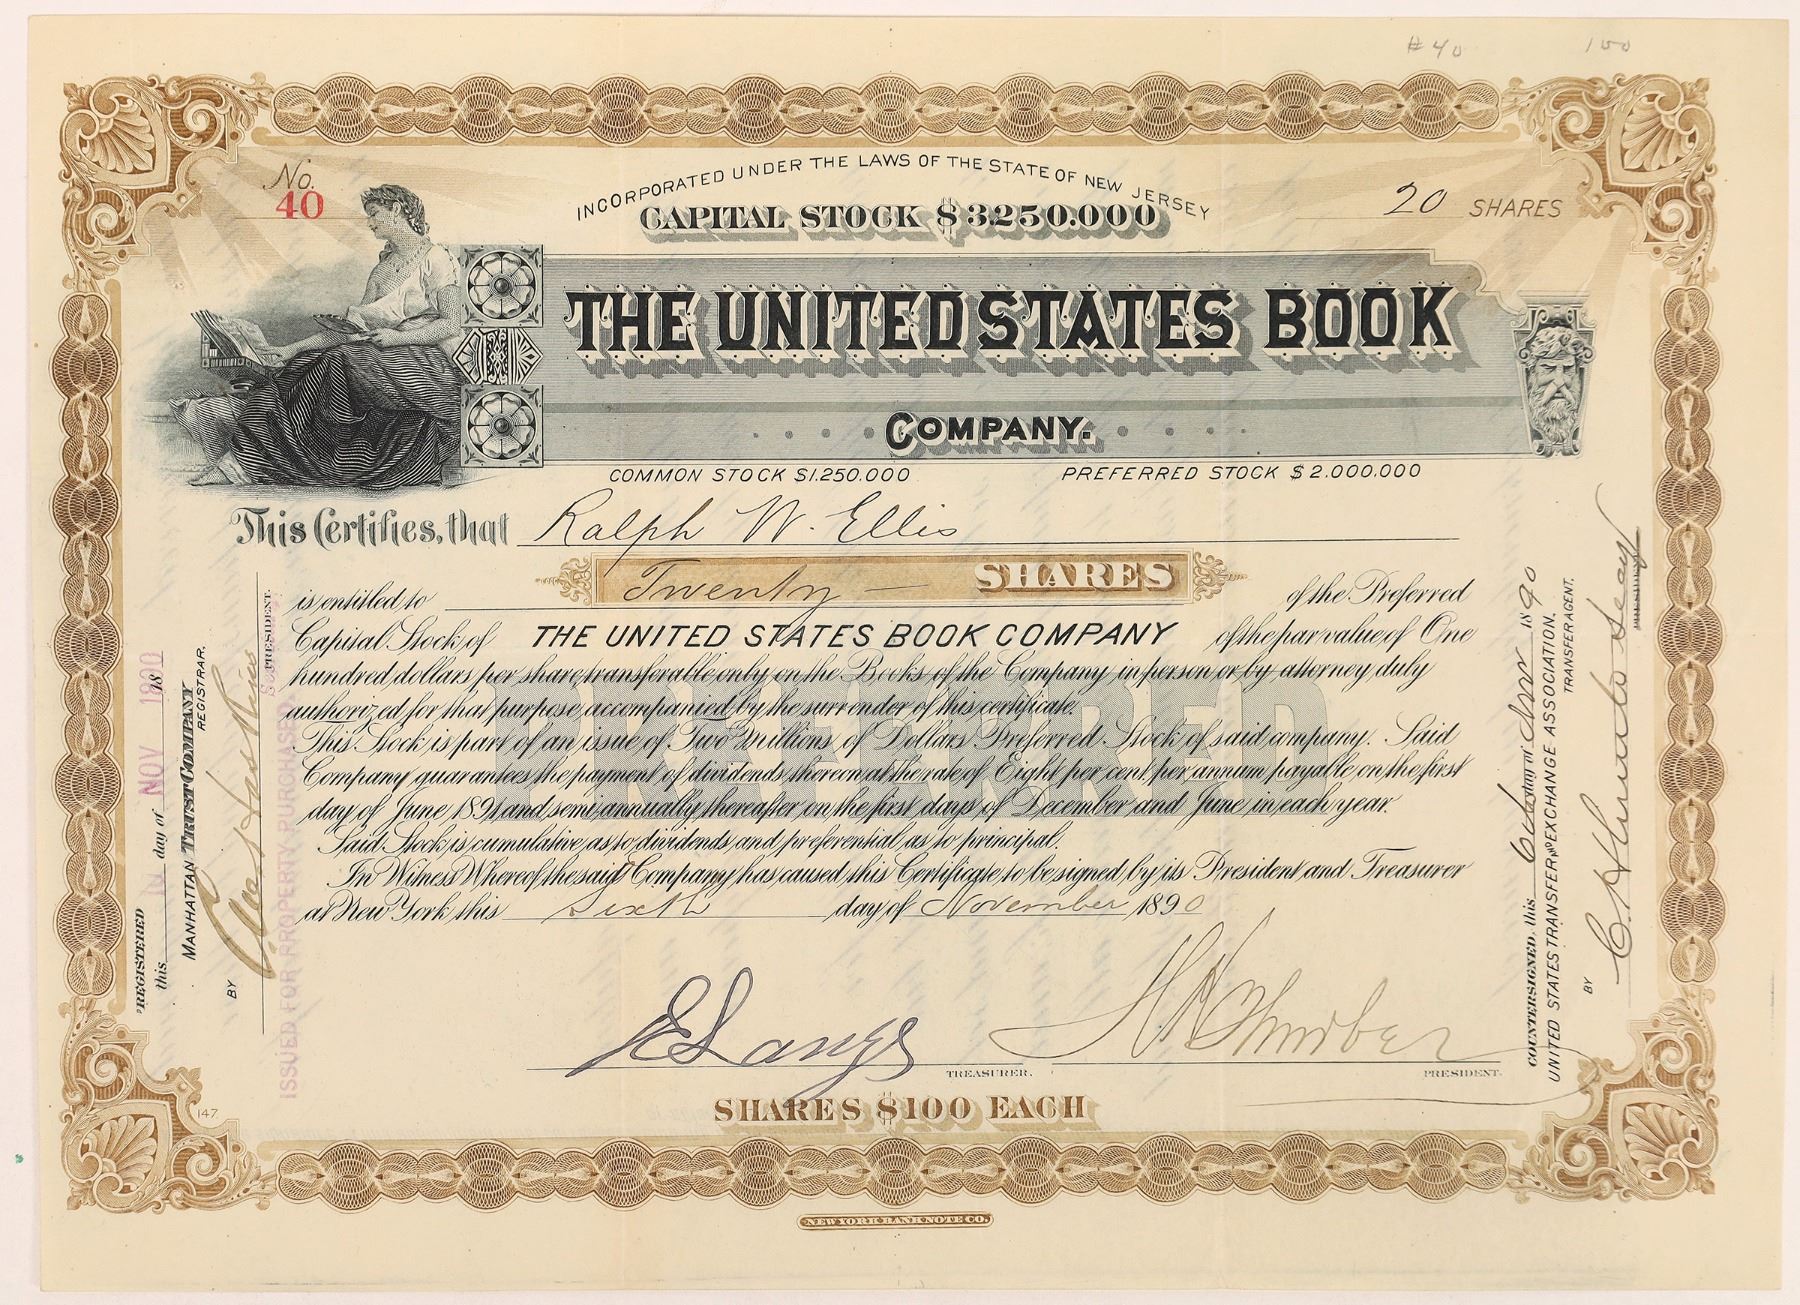 #40 100
No.
40
INCORPORATED UNDER THE LAWS OF THE STATE OF NEW JERSEY
CAPITAL STOCK $3.250.000
20 SHARES
THE UNITED STATES BOOK
COMPANY.
COMMON STOCK $1.250.000 PREFERRED STOCK $2.000.000
This Certifies, that Ralph W. Ellis
is entitled to Twenty — SHARES of the Preferred
Capital Stock of THE UNITED STATES BOOK COMPANY of the par value of One
hundred dollars per share, transferable only on the Books of the Company in person or by attorney duly
authorized for that purpose accompanied by the surrender of this certificate.
This Stock is part of an issue of Two Millions of Dollars Preferred Stock of said company. Said
Company guarantees the payment of dividends thereon at the rate of Eight per cent, per annum payable on the first
day of June 1891 and semi, annually thereafter on the first days of December and June in each year.
Said Stock is cumulative as to dividends and preferential as to principal.
In Witness Whereof the said Company has caused this Certificate to be signed by its President and Treasurer
at New York this Sixth day of November 1890
PREFERRED
TREASURER.
PRESIDENT.
SHARES $100 EACH
147
NEW YORK BANK NOTE CO.
REGISTERED
this day of NOV 1890 18
MANHATTAN TRUST COMPANY
REGISTRAR.
BY
PRESIDENT.
ISSUED FOR PROPERTY PURCHASED
COUNTERSIGNED, this 6th day of Nov 1890
UNITED STATES TRANSFER AND EXCHANGE ASSOCIATION,
TRANSFER AGENT.
BY